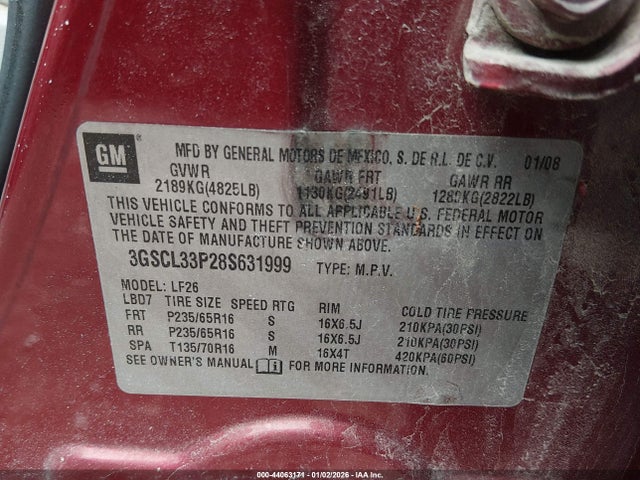 GM ®
MFD BY GENERAL MOTORS DE MEXICO, S. DE R.L. DE C.V. 01/08
GVWR GAWR FRT GAWR RR
2189KG(4825LB) 1130KG(2491LB) 1280KG(2822LB)
THIS VEHICLE CONFORMS TO ALL APPLICABLE U.S. FEDERAL MOTOR
VEHICLE SAFETY AND THEFT PREVENTION STANDARDS IN EFFECT ON
THE DATE OF MANUFACTURE SHOWN ABOVE.
3GSCL33P28S631999 TYPE: M.P.V.
MODEL: LF26
LBD7 TIRE SIZE SPEED RTG RIM COLD TIRE PRESSURE
FRT P235/65R16 S 16X6.5J 210KPA(30PSI)
RR P235/65R16 S 16X6.5J 210KPA(30PSI)
SPA T135/70R16 M 16X4T 420KPA(60PSI)
SEE OWNER'S MANUAL FOR MORE INFORMATION.
000-44063171 - 01/02/2026 - IAA, Inc.